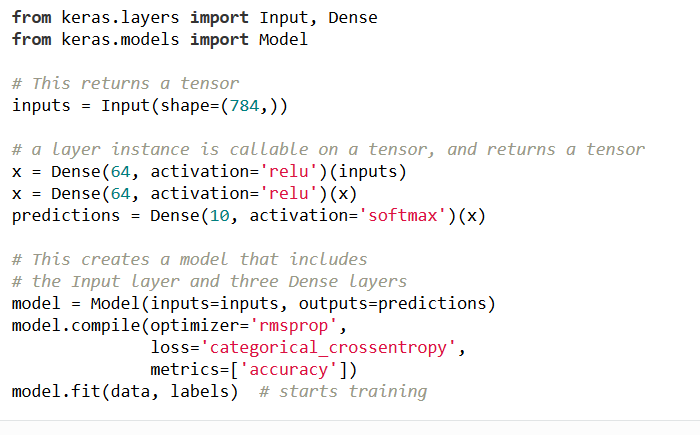 from keras.layers import Input, Dense
from keras.models import Model
# This returns a tensor
inputs = Input(shape=(784,))
# a layer instance is callable on a tensor, and returns a tensor
x = Dense(64, activation='relu')(inputs)
x = Dense(64, activation='relu')(x)
predictions = Dense(10, activation='softmax')(x)
# This creates a model that includes
# the Input layer and three Dense layers
model = Model(inputs=inputs, outputs=predictions)
model.compile(optimizer='rmsprop',
              loss='categorical_crossentropy',
              metrics=['accuracy'])
model.fit(data, labels)  # starts training